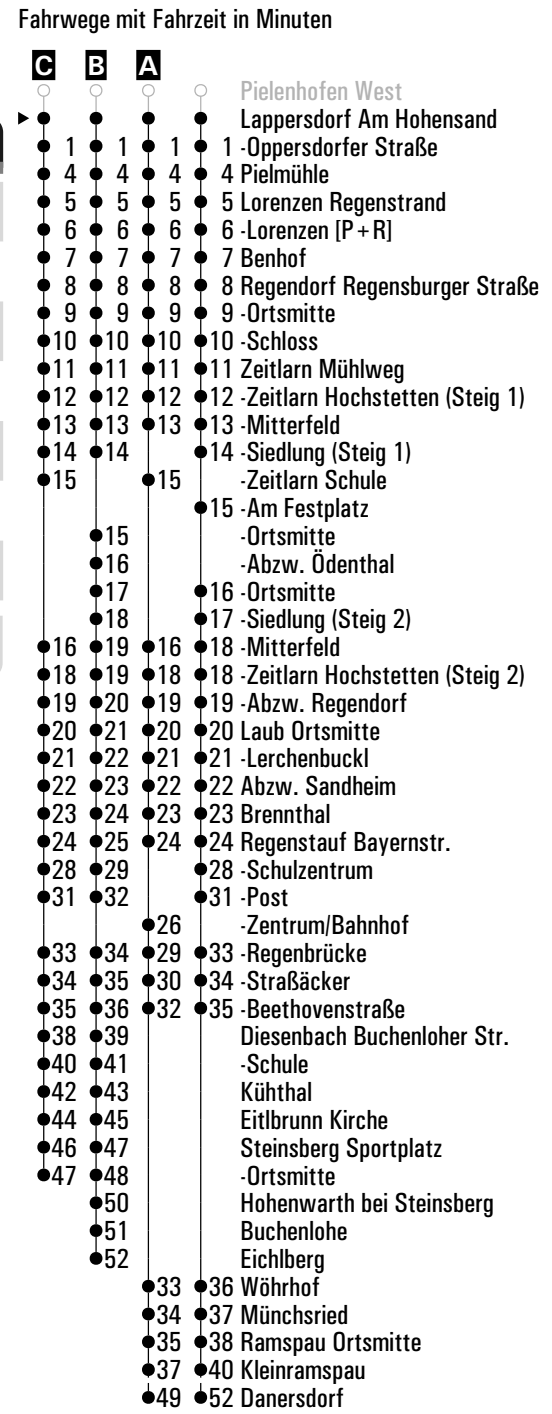 Fahrwege mit Fahrzeit in Minuten
C B A
Pielenhofen West
Lappersdorf Am Hohensand
1 1 1 1 -Oppersdorfer Straße
4 4 4 4 Pielmühle
5 5 5 5 Lorenzen Regenstrand
6 6 6 6 -Lorenzen [P+R]
7 7 7 7 Benhof
8 8 8 8 Regendorf Regensburger Straße
9 9 9 9 -Ortsmitte
10 10 10 10 -Schloss
11 11 11 11 Zeitlarn Mühlweg
12 12 12 12 -Zeitlarn Hochstetten (Steig 1)
13 13 13 13 -Mitterfeld
14 14 14 -Siedlung (Steig 1)
15 15 -Zeitlarn Schule
15 -Am Festplatz
15 -Ortsmitte
16 -Abzw. Ödenthal
17 16 -Ortsmitte
18 17 -Siedlung (Steig 2)
16 19 16 18 -Mitterfeld
18 19 18 18 -Zeitlarn Hochstetten (Steig 2)
19 20 19 19 -Abzw. Regendorf
20 21 20 20 Laub Ortsmitte
21 22 21 21 -Lerchenbuckl
22 23 22 22 Abzw. Sandheim
23 24 23 23 Brennthal
24 25 24 24 Regenstauf Bayernstr.
28 29 28 -Schulzentrum
31 32 31 -Post
26 -Zentrum/Bahnhof
33 34 29 33 -Regenbrücke
34 35 30 34 -Straßäcker
35 36 32 35 -Beethovenstraße
38 39 Diesenbach Buchenloher Str.
40 41 -Schule
42 43 Kühthal
44 45 Eitlbrunn Kirche
46 47 Steinsberg Sportplatz
47 48 -Ortsmitte
50 Hohenwarth bei Steinsberg
51 Buchenlohe
52 Eichlberg
33 36 Wöhrhof
34 37 Münchsried
35 38 Ramspau Ortsmitte
37 40 Kleinramspau
49 52 Danersdorf